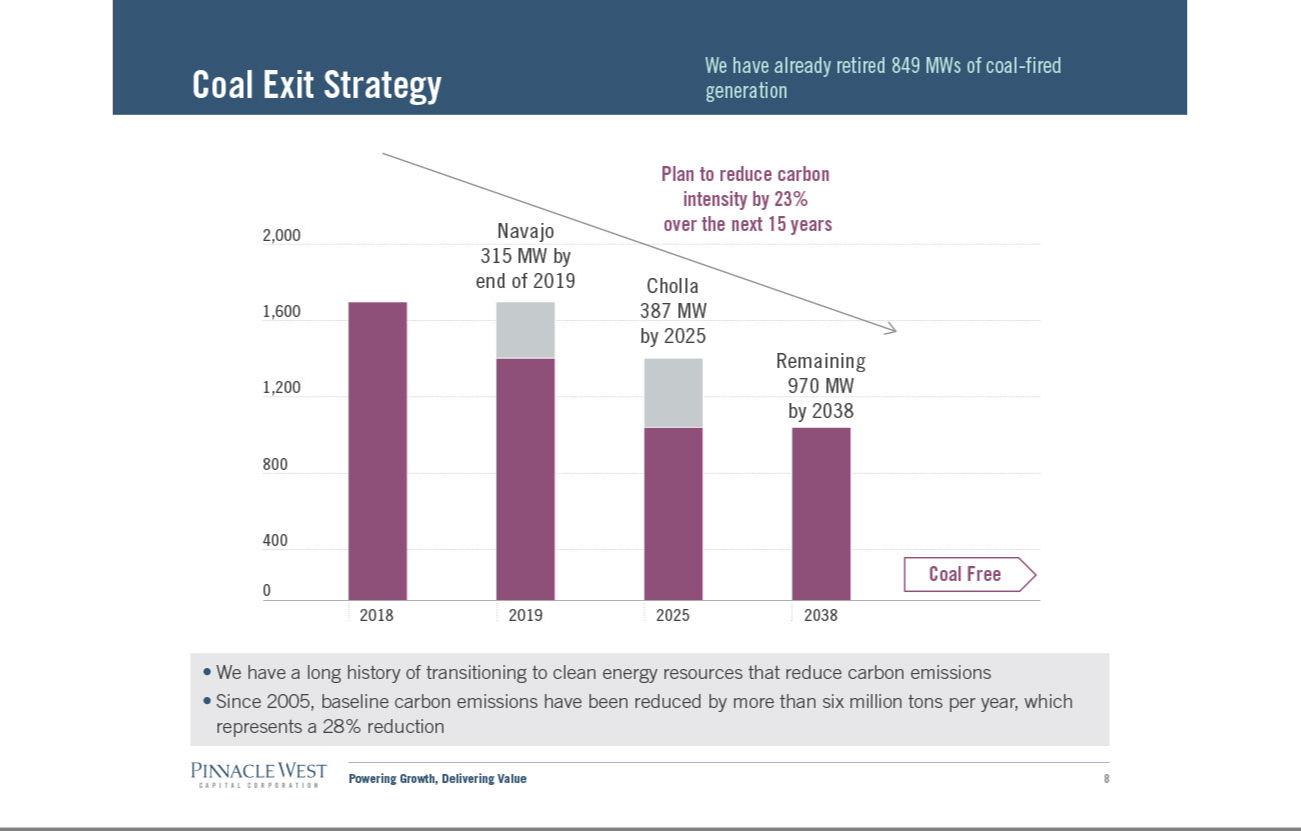 Coal Exit Strategy
We have already retired 849 MWs of coal-fired
generation
Plan to reduce carbon
intensity by 23%
over the next 15 years
2,000
1,600
1,200
800
400
0
Navajo
315 MW by
end of 2019
Cholla
387 MW
by 2025
Remaining
970 MW
by 2038
Coal Free
2018
2019
2025
2038
• We have a long history of transitioning to clean energy resources that reduce carbon emissions
• Since 2005, baseline carbon emissions have been reduced by more than six million tons per year, which
represents a 28% reduction
PINNACLE WEST
CAPITAL CORPORATION
Powering Growth, Delivering Value
8